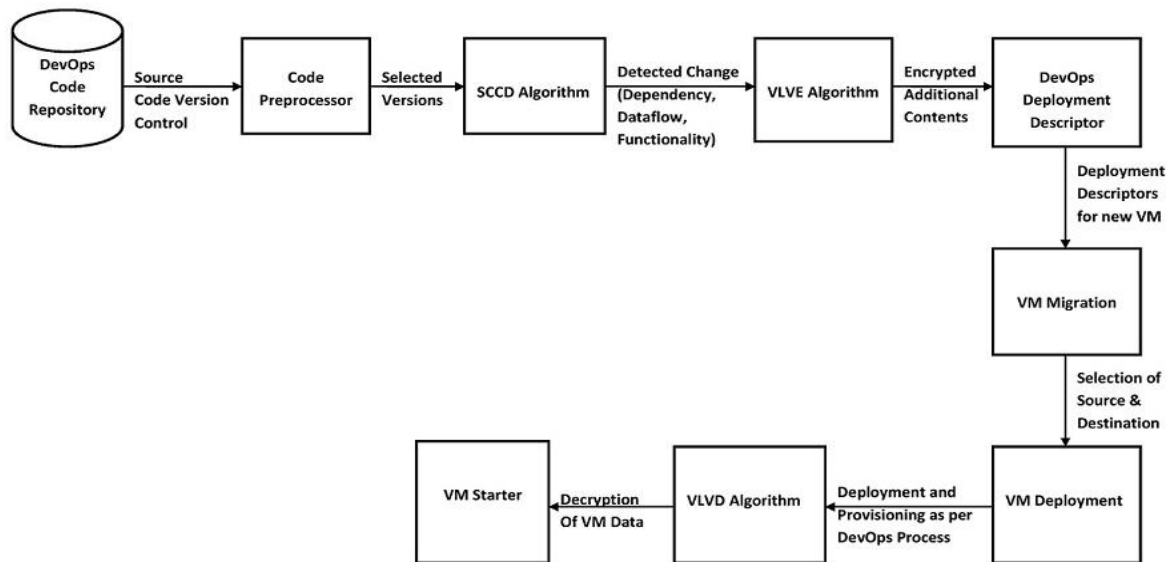 DevOps
Code
Repository
Source
Code Version
Control
Code
Preprocessor
Selected
Versions
SCCD Algorithm
Detected Change
(Dependency,
Dataflow,
Functionality)
VLVE Algorithm
Encrypted
Additional
Contents
DevOps
Deployment
Descriptor
Deployment
Descriptors
for new VM
VM Migration
Selection of
Source &
Destination
VM Deployment
Deployment and
Provisioning as per
DevOps Process
VLVD Algorithm
Decryption
Of VM Data
VM Starter